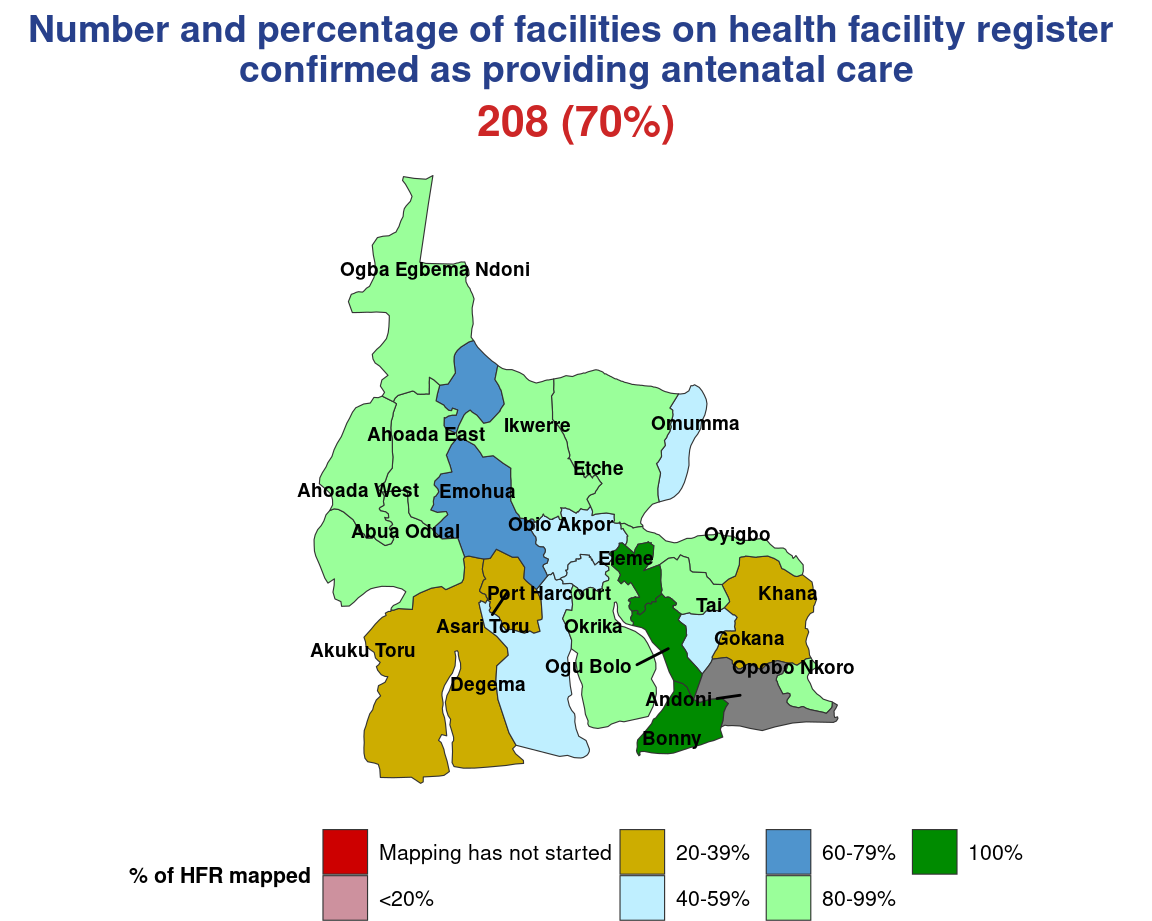 Number and percentage of facilities on health facility register
confirmed as providing antenatal care
208 (70%)
Ogba Egbema Ndoni
Omumma
Ikwerre
Ahoada East
Etche
Ahoada West
Emohua
Obio Akpor
Abua Odual
Oyigbo
Eleme
Port Harcourt
Khana
Tai
Asari Toru
Okrika
Gokana
Akuku Toru
Ogu Bolo
Opobo Nkoro
Degema
Andoni
Bonny
% of HFR mapped
Mapping has not started
<20%
20-39%
40-59%
60-79%
80-99%
100%